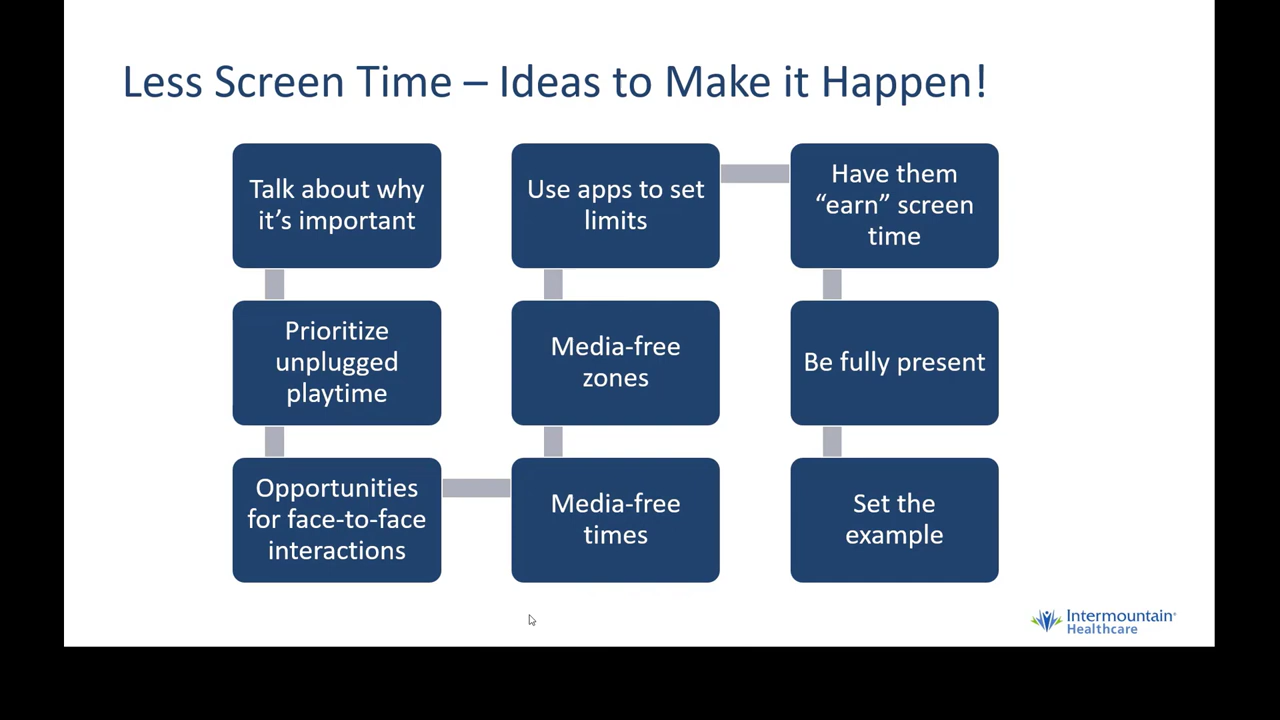 Less Screen Time – Ideas to Make it Happen!
Talk about why
it’s important
Prioritize
unplugged
playtime
Opportunities
for face-to-face
interactions
Media-free
times
Media-free
zones
Use apps to set
limits
Have them
“earn” screen
time
Be fully present
Set the
example
Intermountain®
Healthcare